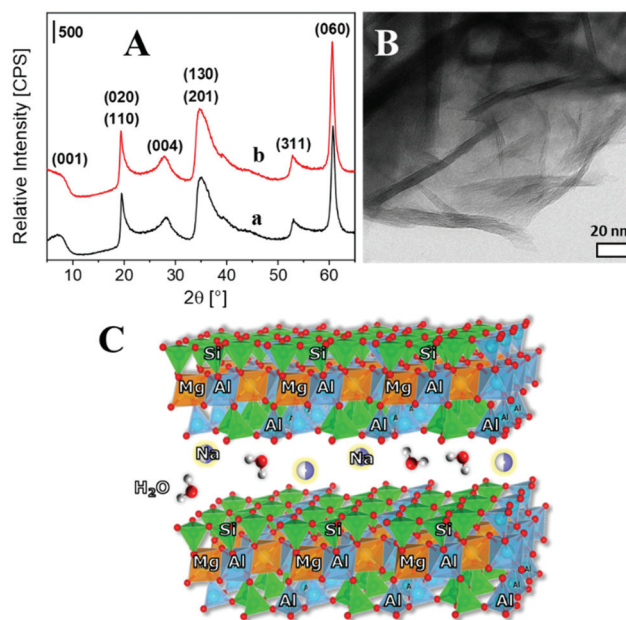 500
A
(060)
(130)
(020)
(201)
(110)
(001)
(004)
(311)
b
a
Relative Intensity [CPS]
10 20 30 40 50 60
2θ [°]
B
20 nm
C
Si Si Si
Mg Al Mg Al Mg Al
Al Al Al
Na Na
H₂O
Si Si Si
Mg Al Mg Al Mg Al
Al Al Al